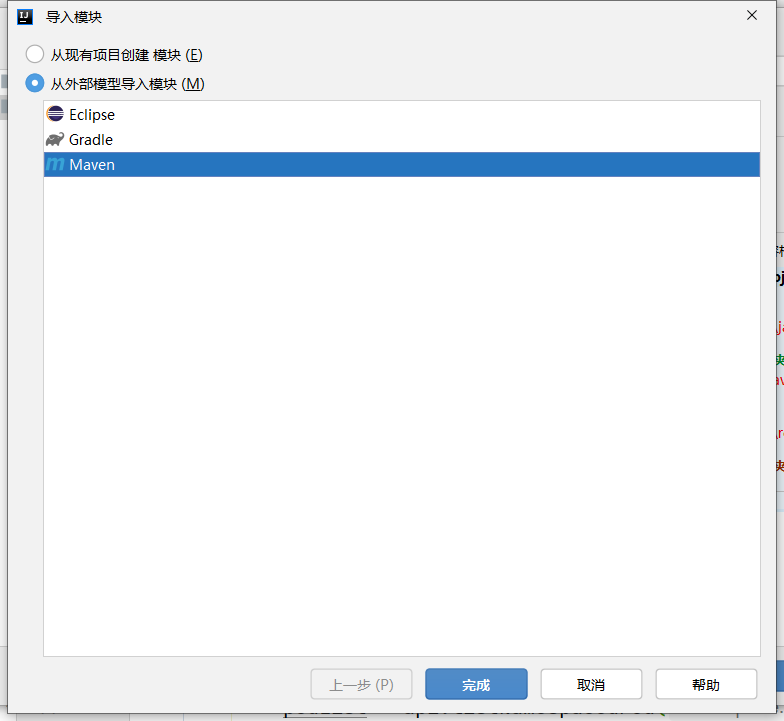 导入模块
从现有项目创建 模块 (E)
从外部模型导入模块 (M)
Eclipse
Gradle
Maven
上一步 (P)
完成
取消
帮助